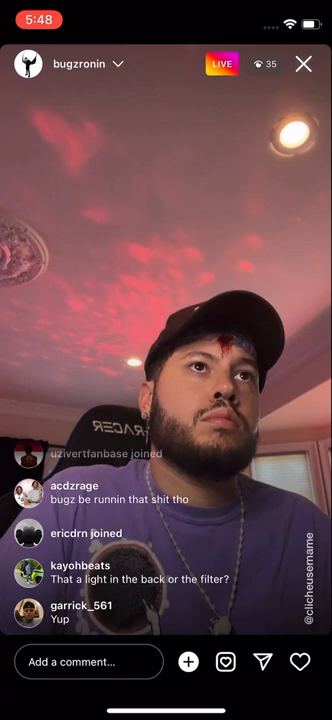 5:48
bugzronin
LIVE
35
uzivertfanbase joined
acdzrage
bugz be runnin that shit tho
ericdrn joined
kayohbeats
That a light in the back or the filter?
garrick_561
Yup
@clicheusemame
Add a comment...